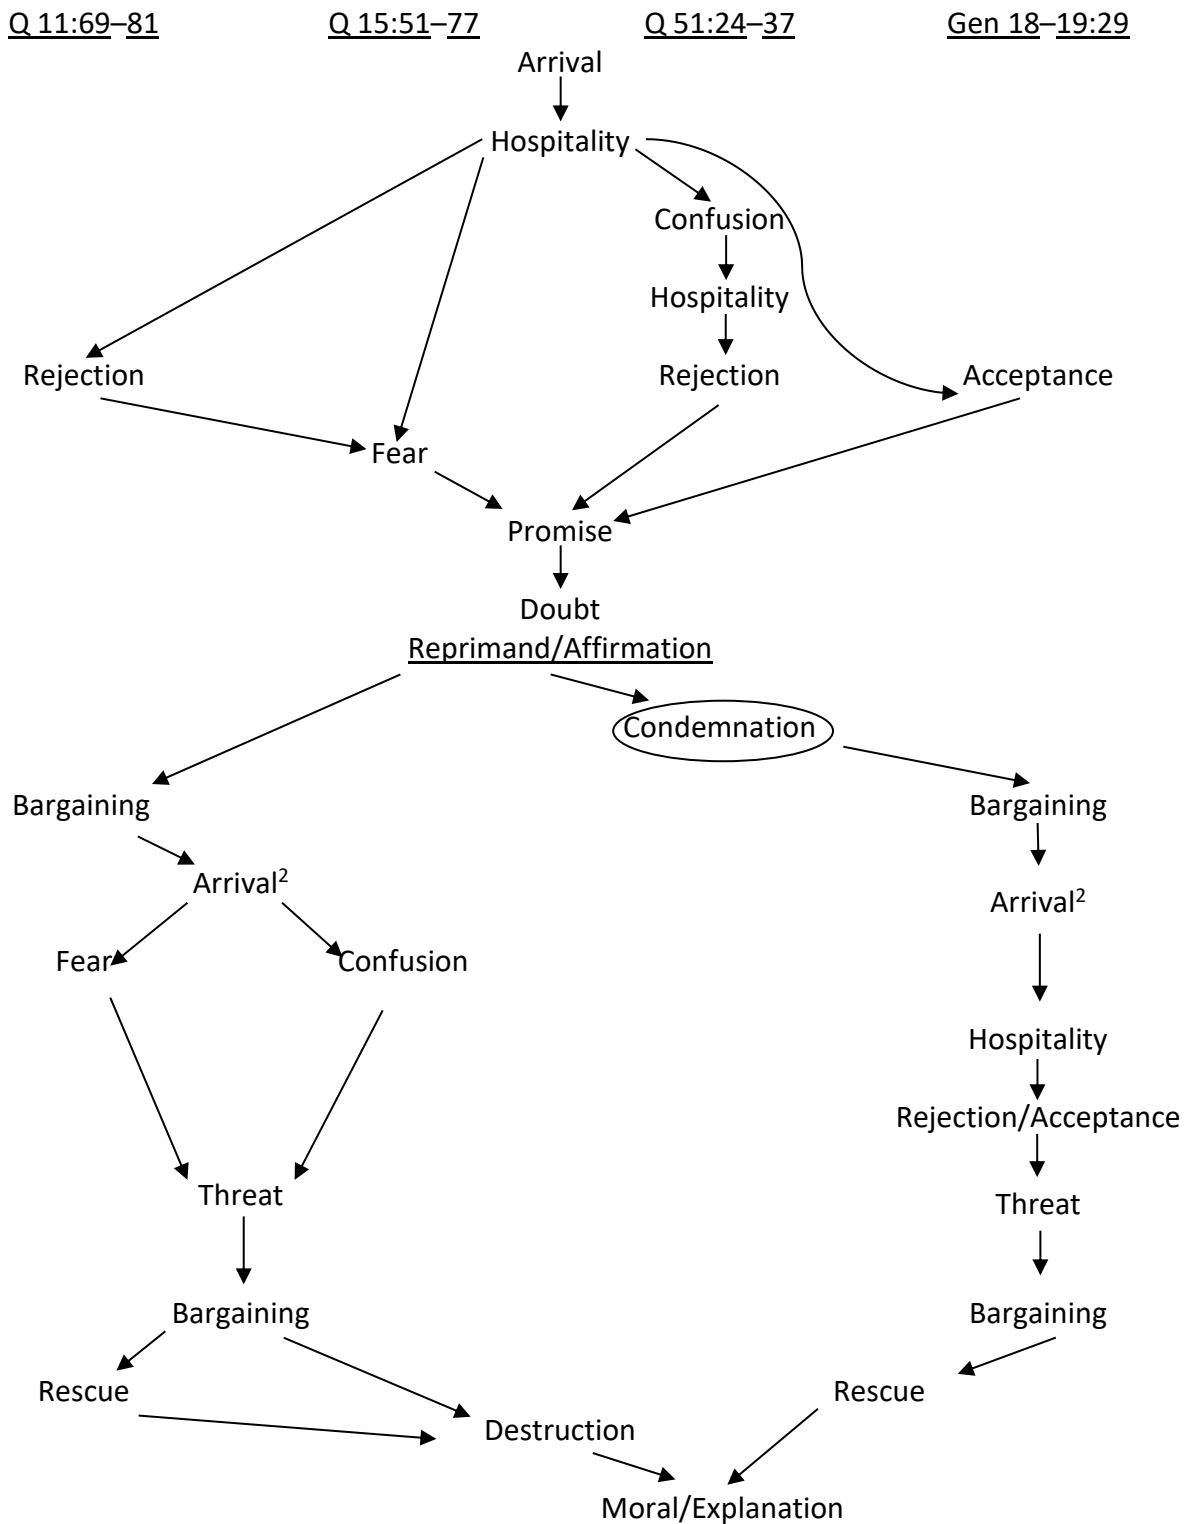 Q 11:69–81 Q 15:51–77 Q 51:24–37 Gen 18–19:29
Arrival
Hospitality
Confusion
Hospitality
Rejection Rejection Acceptance
Fear
Promise
Doubt
Reprimand/Affirmation
Condemnation
Bargaining Bargaining
Arrival²
Arrival²
Fear Confusion
Hospitality
Rejection/Acceptance
Threat
Threat
Bargaining Bargaining
Rescue Rescue
Destruction
Moral/Explanation